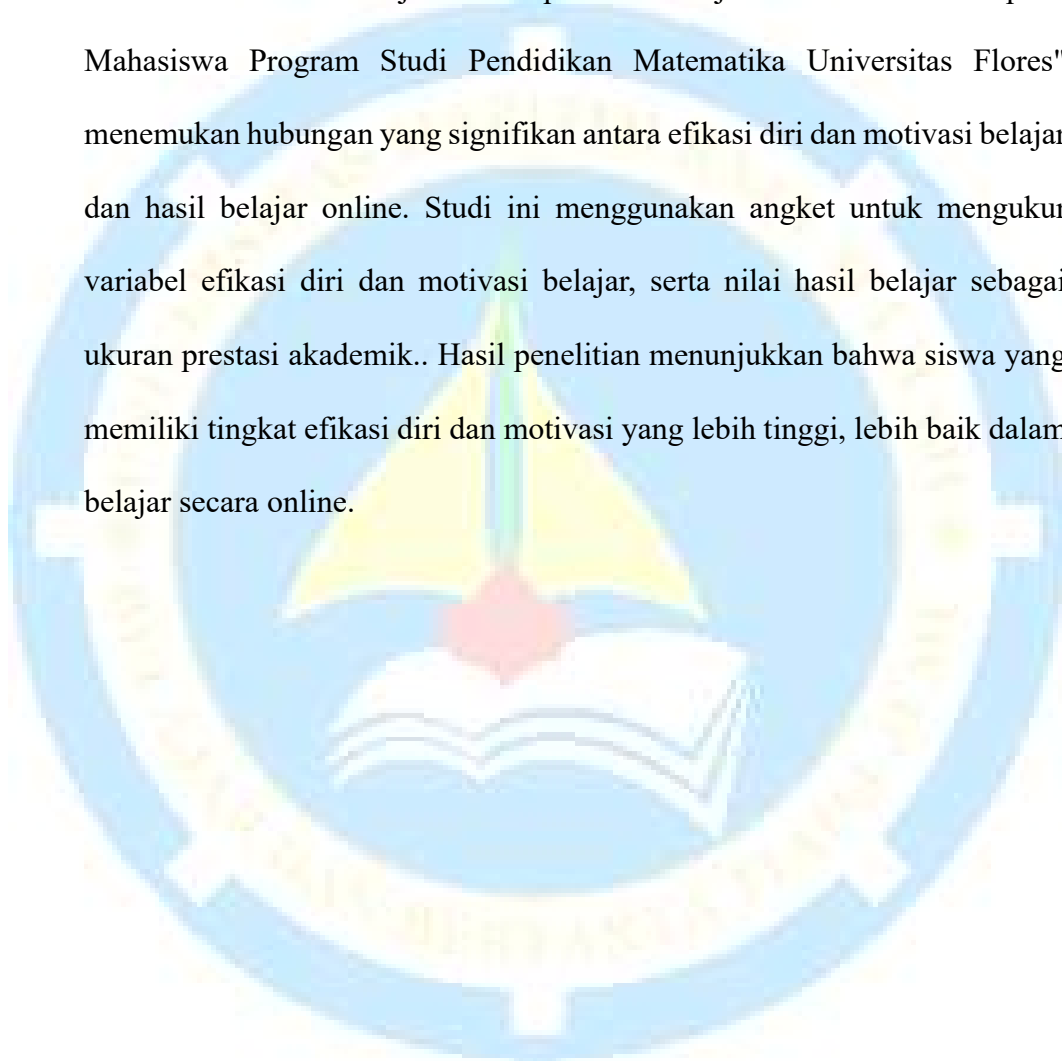 Mahasiswa Program Studi Pendidikan Matematika Universitas Flores"
menemukan hubungan yang signifikan antara efikasi diri dan motivasi belajar
dan hasil belajar online. Studi ini menggunakan angket untuk mengukur
variabel efikasi diri dan motivasi belajar, serta nilai hasil belajar sebagai
ukuran prestasi akademik.. Hasil penelitian menunjukkan bahwa siswa yang
memiliki tingkat efikasi diri dan motivasi yang lebih tinggi, lebih baik dalam
belajar secara online.